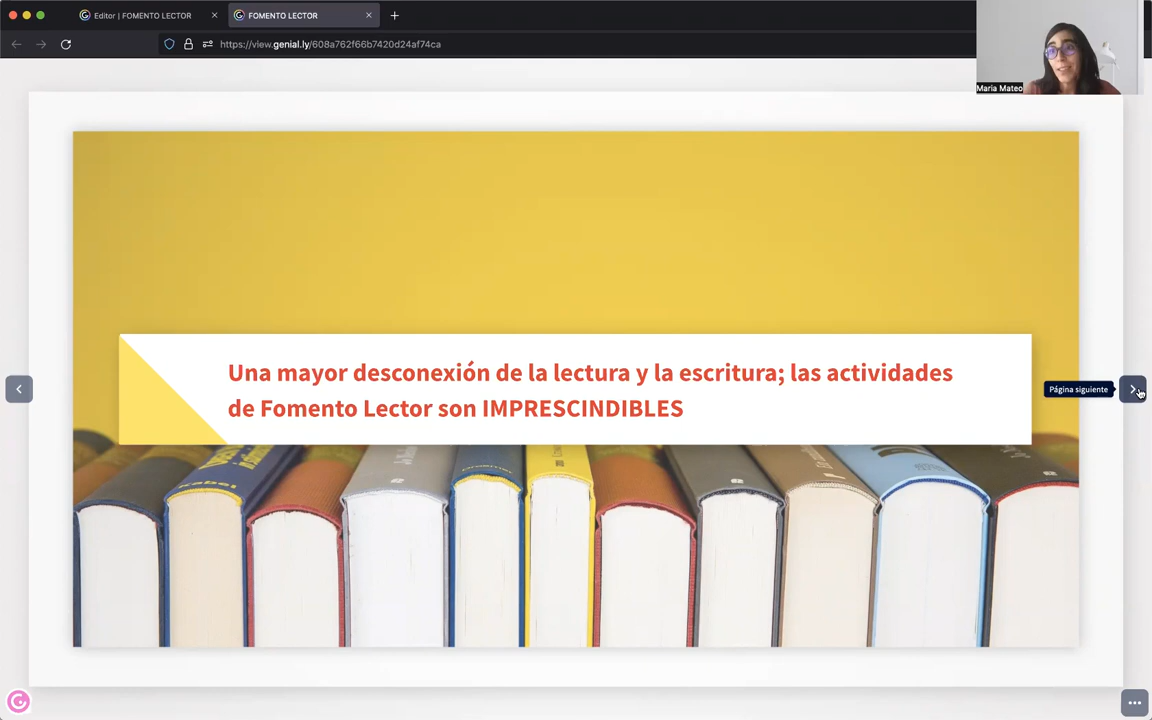 Editor | FOMENTO LECTOR
FOMENTO LECTOR
https://view.genial.ly/608a762f66b7420d24af74ca
Maria Mateo
Una mayor desconexión de la lectura y la escritura; las actividades
de Fomento Lector son IMPRESCINDIBLES
Página siguiente